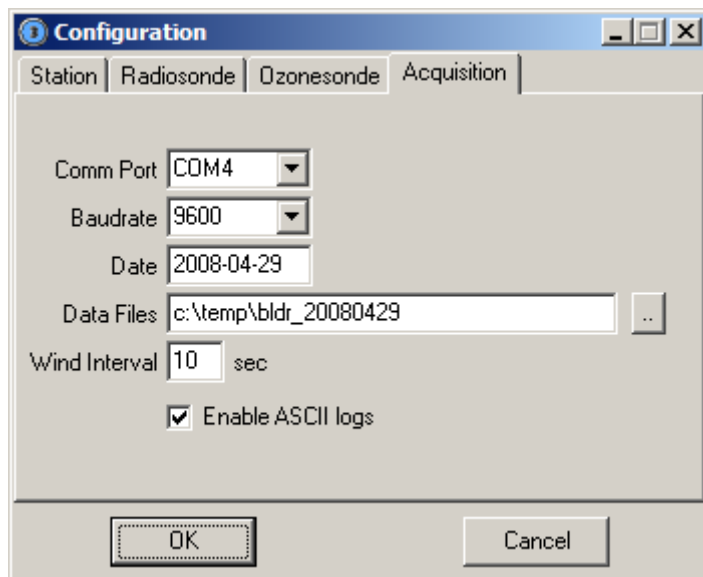 Configuration
Station Radiosonde Ozonesonde Acquisition
Comm Port COM4
Baudrate 9600
Date 2008-04-29
Data Files c:\temp\bldr_20080429 ..
Wind Interval 10 sec
Enable ASCII logs
OK Cancel